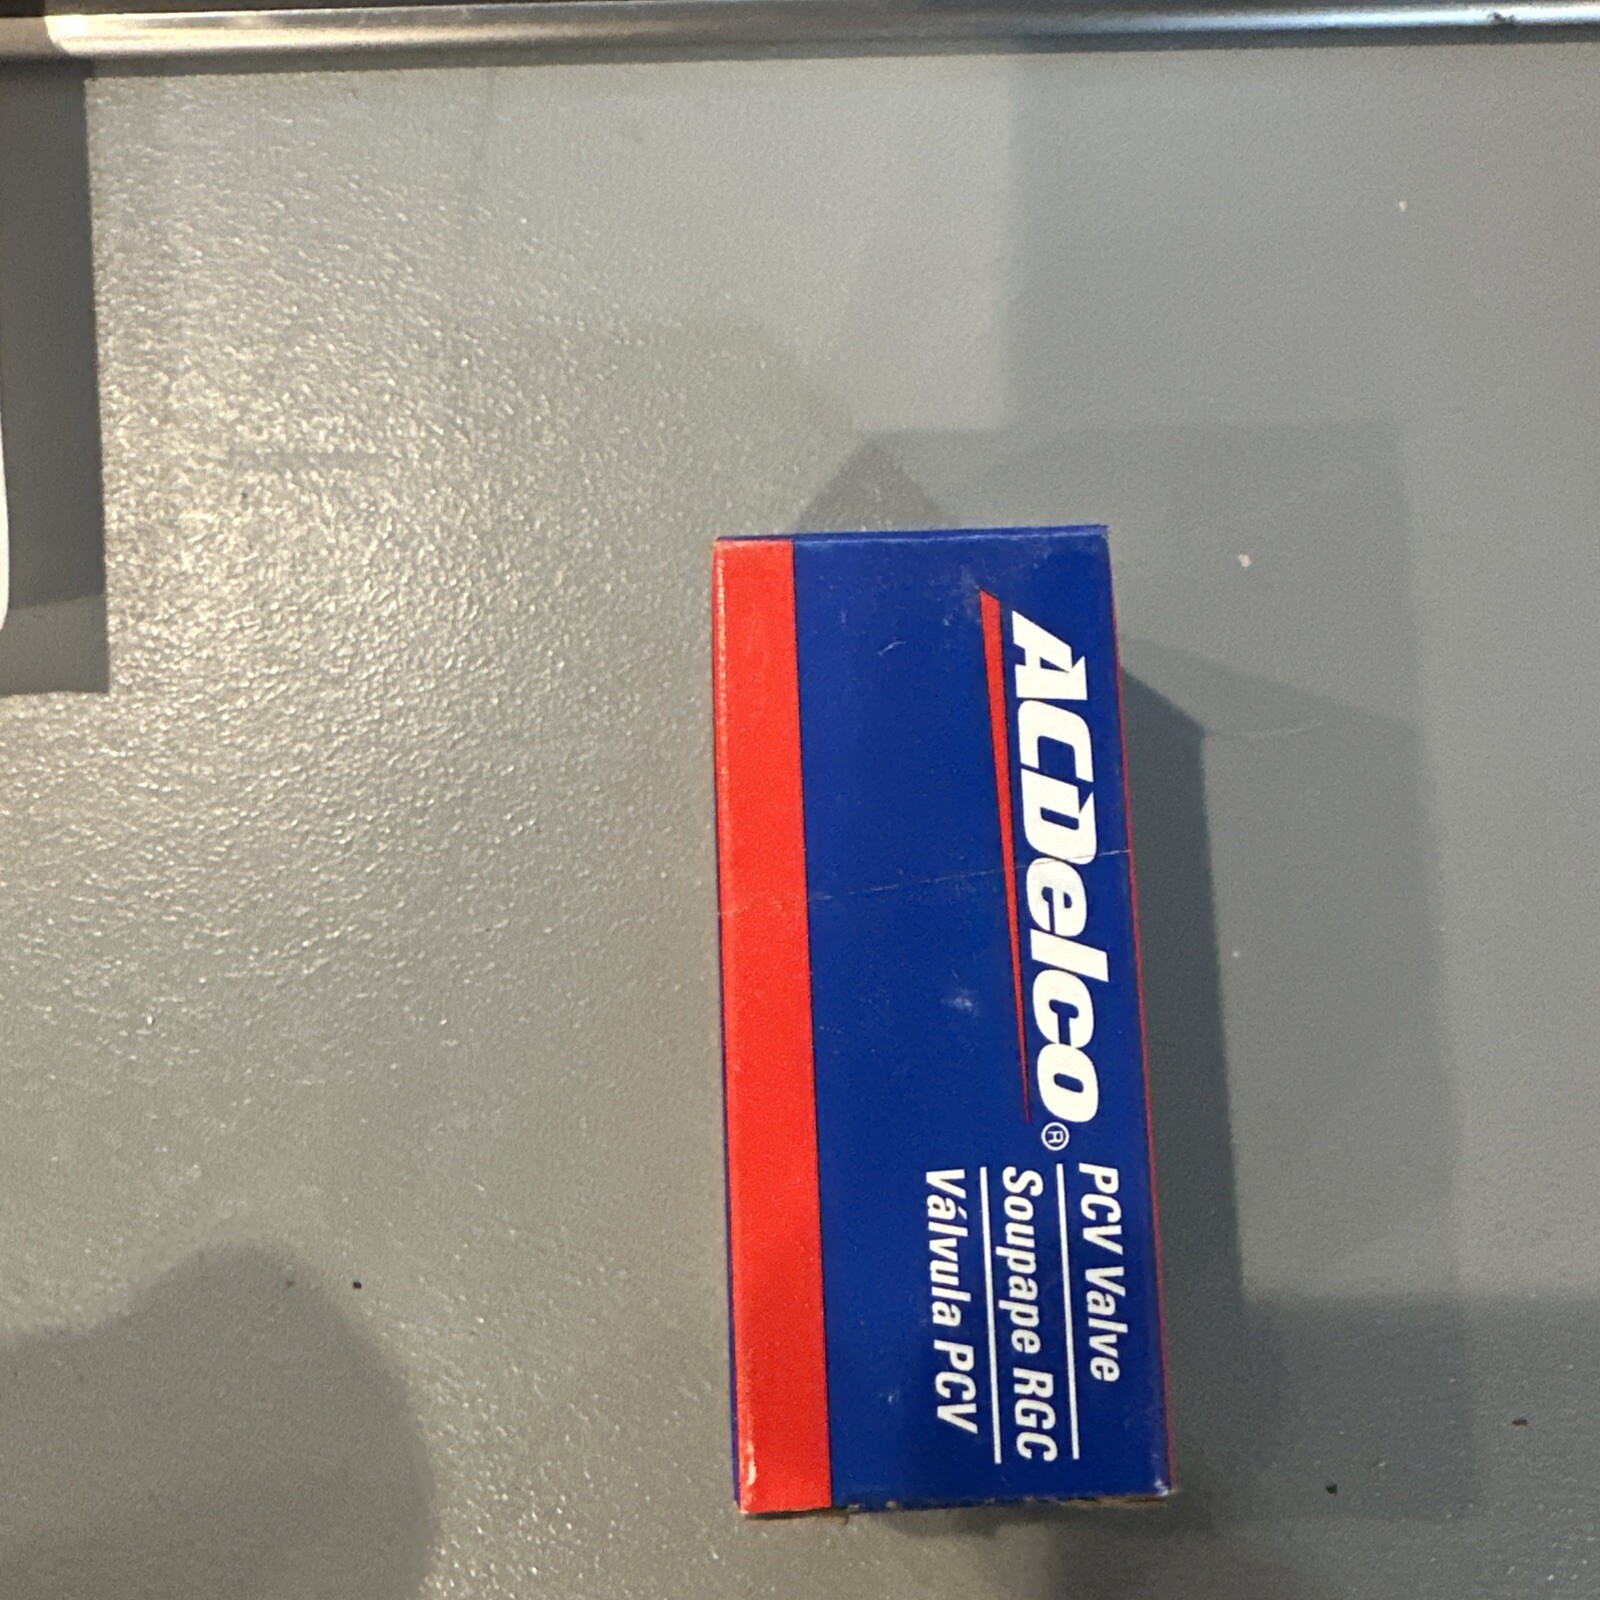 ACDelco®
PCV Valve
Soupape RGC
Válvula PCV